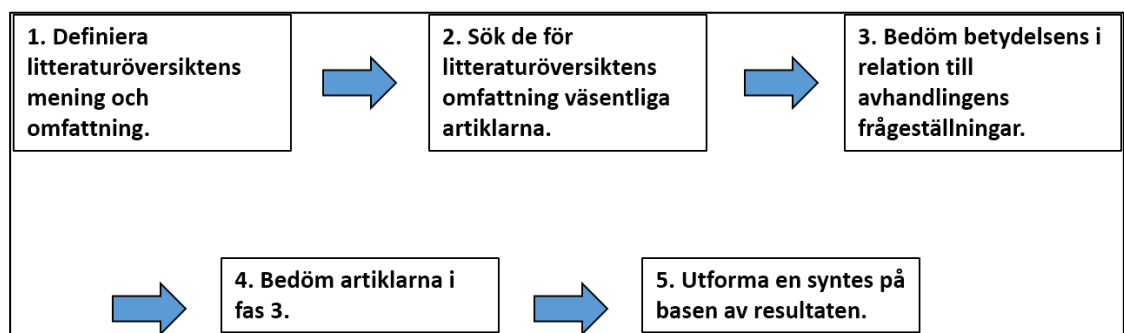 1. Definiera
litteraturöversiktens
mening och
omfattning.
2. Sök de för
litteraturöversiktens
omfattning väsentliga
artiklarna.
3. Bedöm betydelsens i
relation till
avhandlingens
frågeställningar.
4. Bedöm artiklarna i
fas 3.
5. Utforma en syntes på
basen av resultaten.